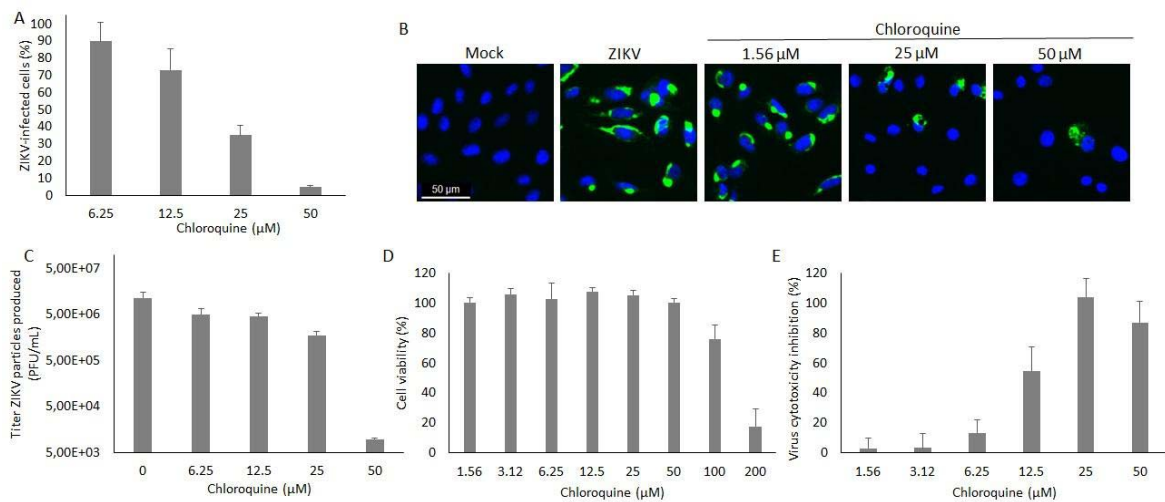 A
ZIKV-infected cells (%)
100
90
80
70
60
50
40
30
20
10
0
6.25 12.5 25 50
Chloroquine (µM)
B
Chloroquine
Mock ZIKV 1.56 µM 25 µM 50 µM
50 µm
C
Titer ZIKV particles produced
(PFU/mL)
5,00E+07
5,00E+06
5,00E+05
5,00E+04
5,00E+03
0 6.25 12.5 25 50
Chloroquine (µM)
D
Cell viability (%)
120
100
80
60
40
20
0
1.56 3.12 6.25 12.5 25 50 100 200
Chloroquine (µM)
E
Virus cytotoxicity inhibition (%)
120
100
80
60
40
20
0
1.56 3.12 6.25 12.5 25 50
Chloroquine (µM)